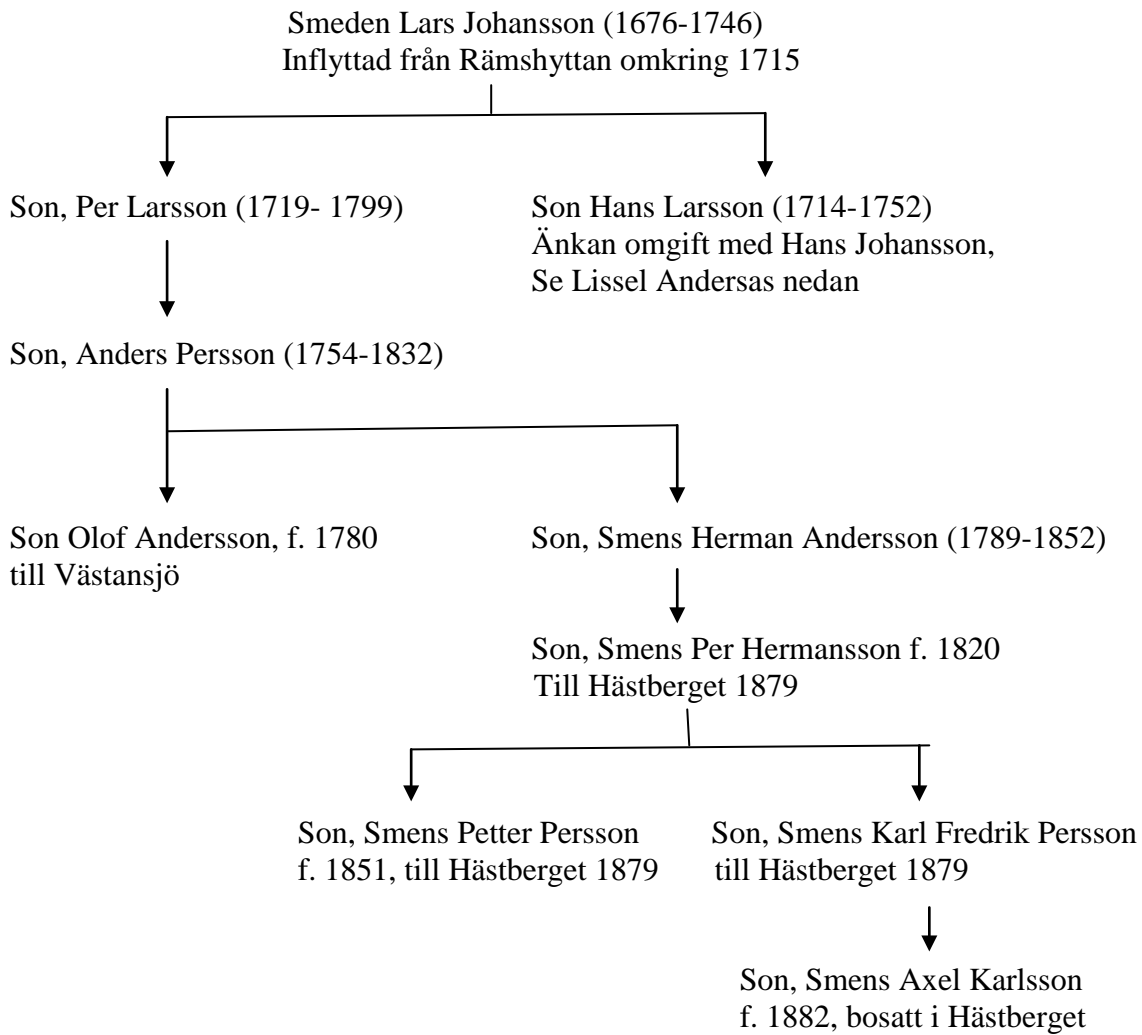 Smeden Lars Johansson (1676-1746)
Inflyttad från Rämshyttan omkring 1715
Son, Per Larsson (1719- 1799)
Son Hans Larsson (1714-1752)
Änkan omgift med Hans Johansson,
Se Lissel Andersas nedan
Son, Anders Persson (1754-1832)
Son Olof Andersson, f. 1780
till Västansjö
Son, Smens Herman Andersson (1789-1852)
Son, Smens Per Hermansson f. 1820
Till Hästberget 1879
Son, Smens Petter Persson
f. 1851, till Hästberget 1879
Son, Smens Karl Fredrik Persson
till Hästberget 1879
Son, Smens Axel Karlsson
f. 1882, bosatt i Hästberget